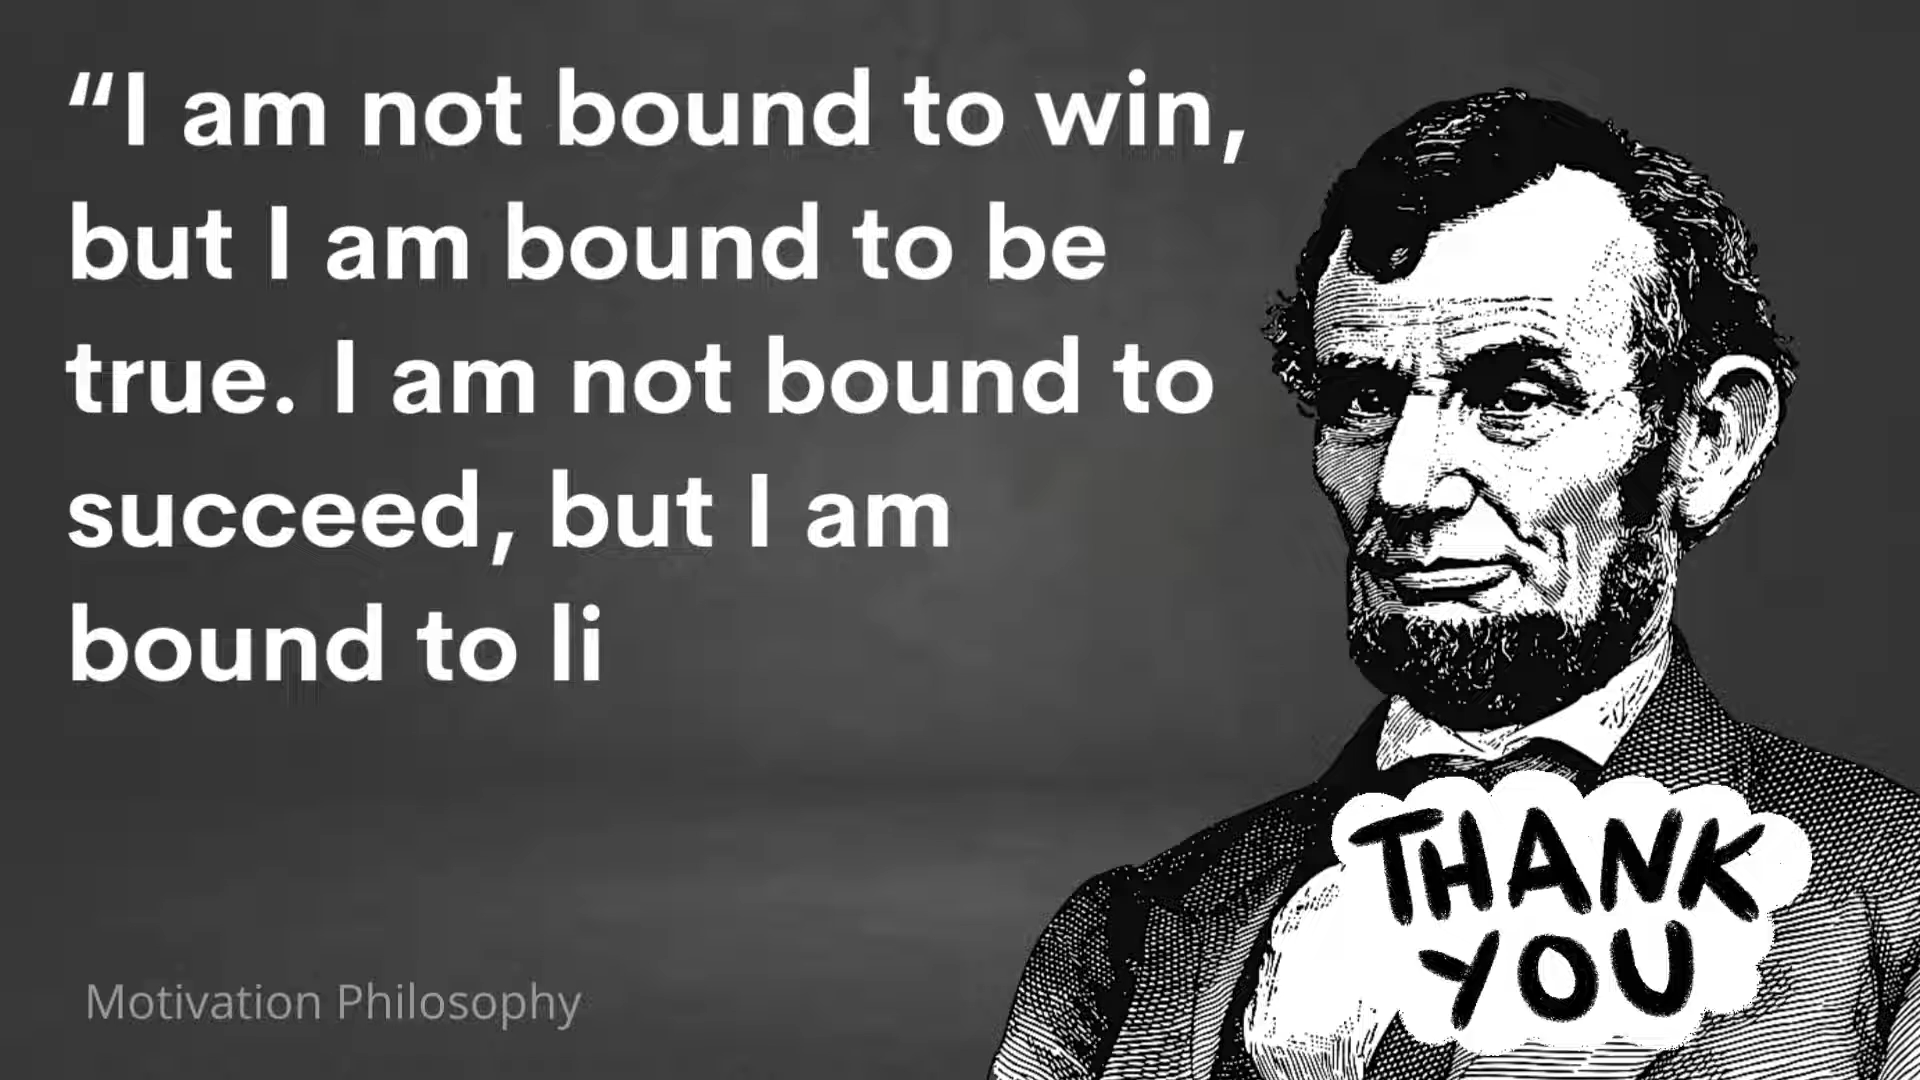 “I am not bound to win,
but I am bound to be
true. I am not bound to
succeed, but I am
bound to li
THANK
YOU
Motivation Philosophy